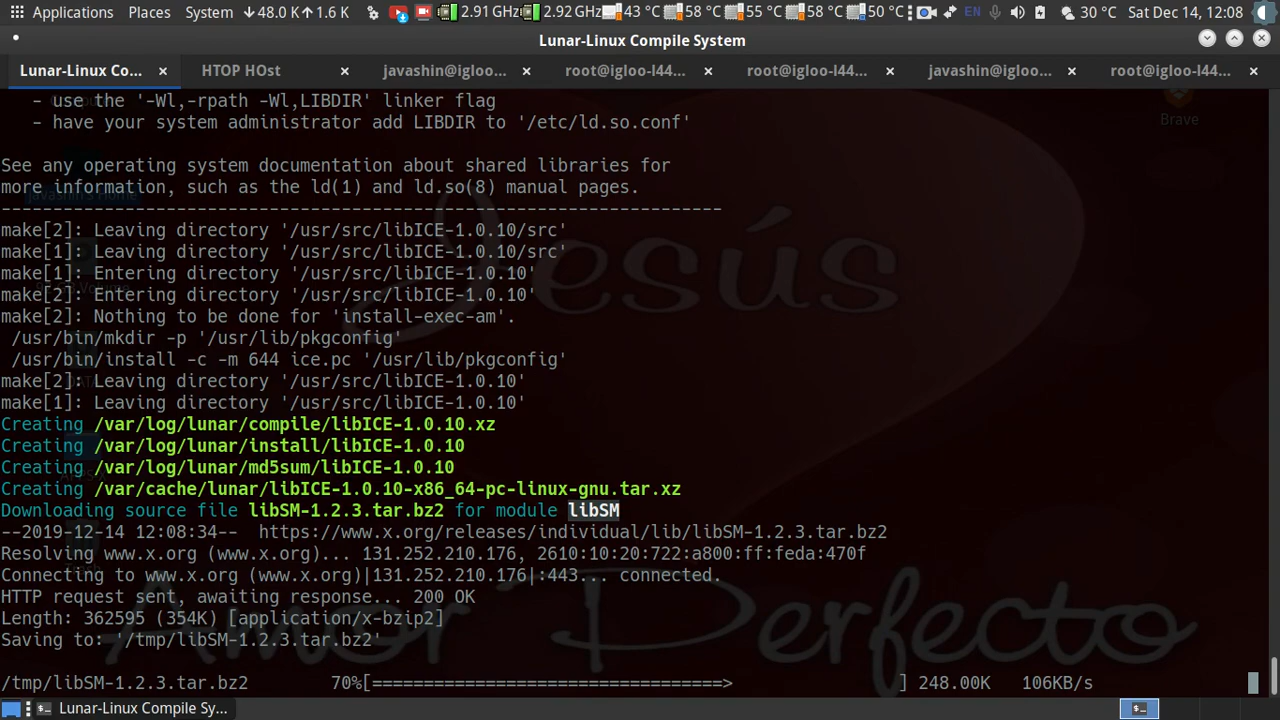 Applications Places System ↓48.0 K↑1.6 K 2.91 GHz 2.92 GHz 43 °C 58 °C 55 °C 58 °C 50 °C EN 30 °C Sat Dec 14, 12:08
Lunar-Linux Compile System
Lunar-Linux Co... HTOP HOst javashin@igloo... root@igloo-l44... root@igloo-l44... javashin@igloo... root@igloo-l44...
- use the '-Wl,-rpath -Wl,LIBDIR' linker flag
- have your system administrator add LIBDIR to '/etc/ld.so.conf'
Brave
See any operating system documentation about shared libraries for
more information, such as the ld(1) and ld.so(8) manual pages.
----------------------------------------------------------------------
make[2]: Leaving directory '/usr/src/libICE-1.0.10/src'
make[1]: Leaving directory '/usr/src/libICE-1.0.10/src'
make[1]: Entering directory '/usr/src/libICE-1.0.10'
make[2]: Entering directory '/usr/src/libICE-1.0.10'
make[2]: Nothing to be done for 'install-exec-am'.
/usr/bin/mkdir -p '/usr/lib/pkgconfig'
/usr/bin/install -c -m 644 ice.pc '/usr/lib/pkgconfig'
make[2]: Leaving directory '/usr/src/libICE-1.0.10'
make[1]: Leaving directory '/usr/src/libICE-1.0.10'
Creating /var/log/lunar/compile/libICE-1.0.10.xz
Creating /var/log/lunar/install/libICE-1.0.10
Creating /var/log/lunar/md5sum/libICE-1.0.10
Creating /var/cache/lunar/libICE-1.0.10-x86_64-pc-linux-gnu.tar.xz
Downloading source file libSM-1.2.3.tar.bz2 for module libSM
--2019-12-14 12:08:34-- https://www.x.org/releases/individual/lib/libSM-1.2.3.tar.bz2
Resolving www.x.org (www.x.org)... 131.252.210.176, 2610:10:20:722:a800:ff:feda:470f
Connecting to www.x.org (www.x.org)|131.252.210.176|:443... connected.
HTTP request sent, awaiting response... 200 OK
Length: 362595 (354K) [application/x-bzip2]
Saving to: '/tmp/libSM-1.2.3.tar.bz2'
/tmp/libSM-1.2.3.tar.bz2 70%[==================================> ] 248.00K 106KB/s
Jesús
Amor Perfecto
Lunar-Linux Compile Sy...